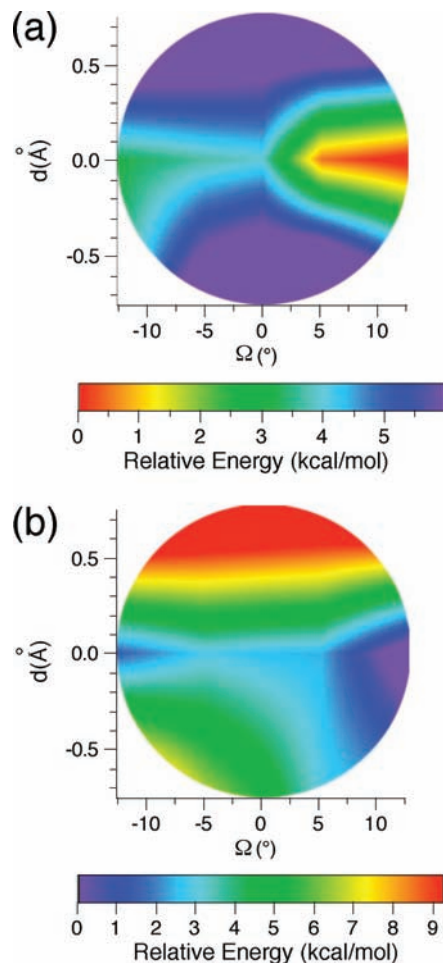 (a)
0.5
0.0
-0.5
d(Å)
-10 -5 0 5 10
Ω (°)
0 1 2 3 4 5
Relative Energy (kcal/mol)
(b)
0.5
0.0
-0.5
d(Å)
-10 -5 0 5 10
Ω (°)
0 1 2 3 4 5 6 7 8 9
Relative Energy (kcal/mol)